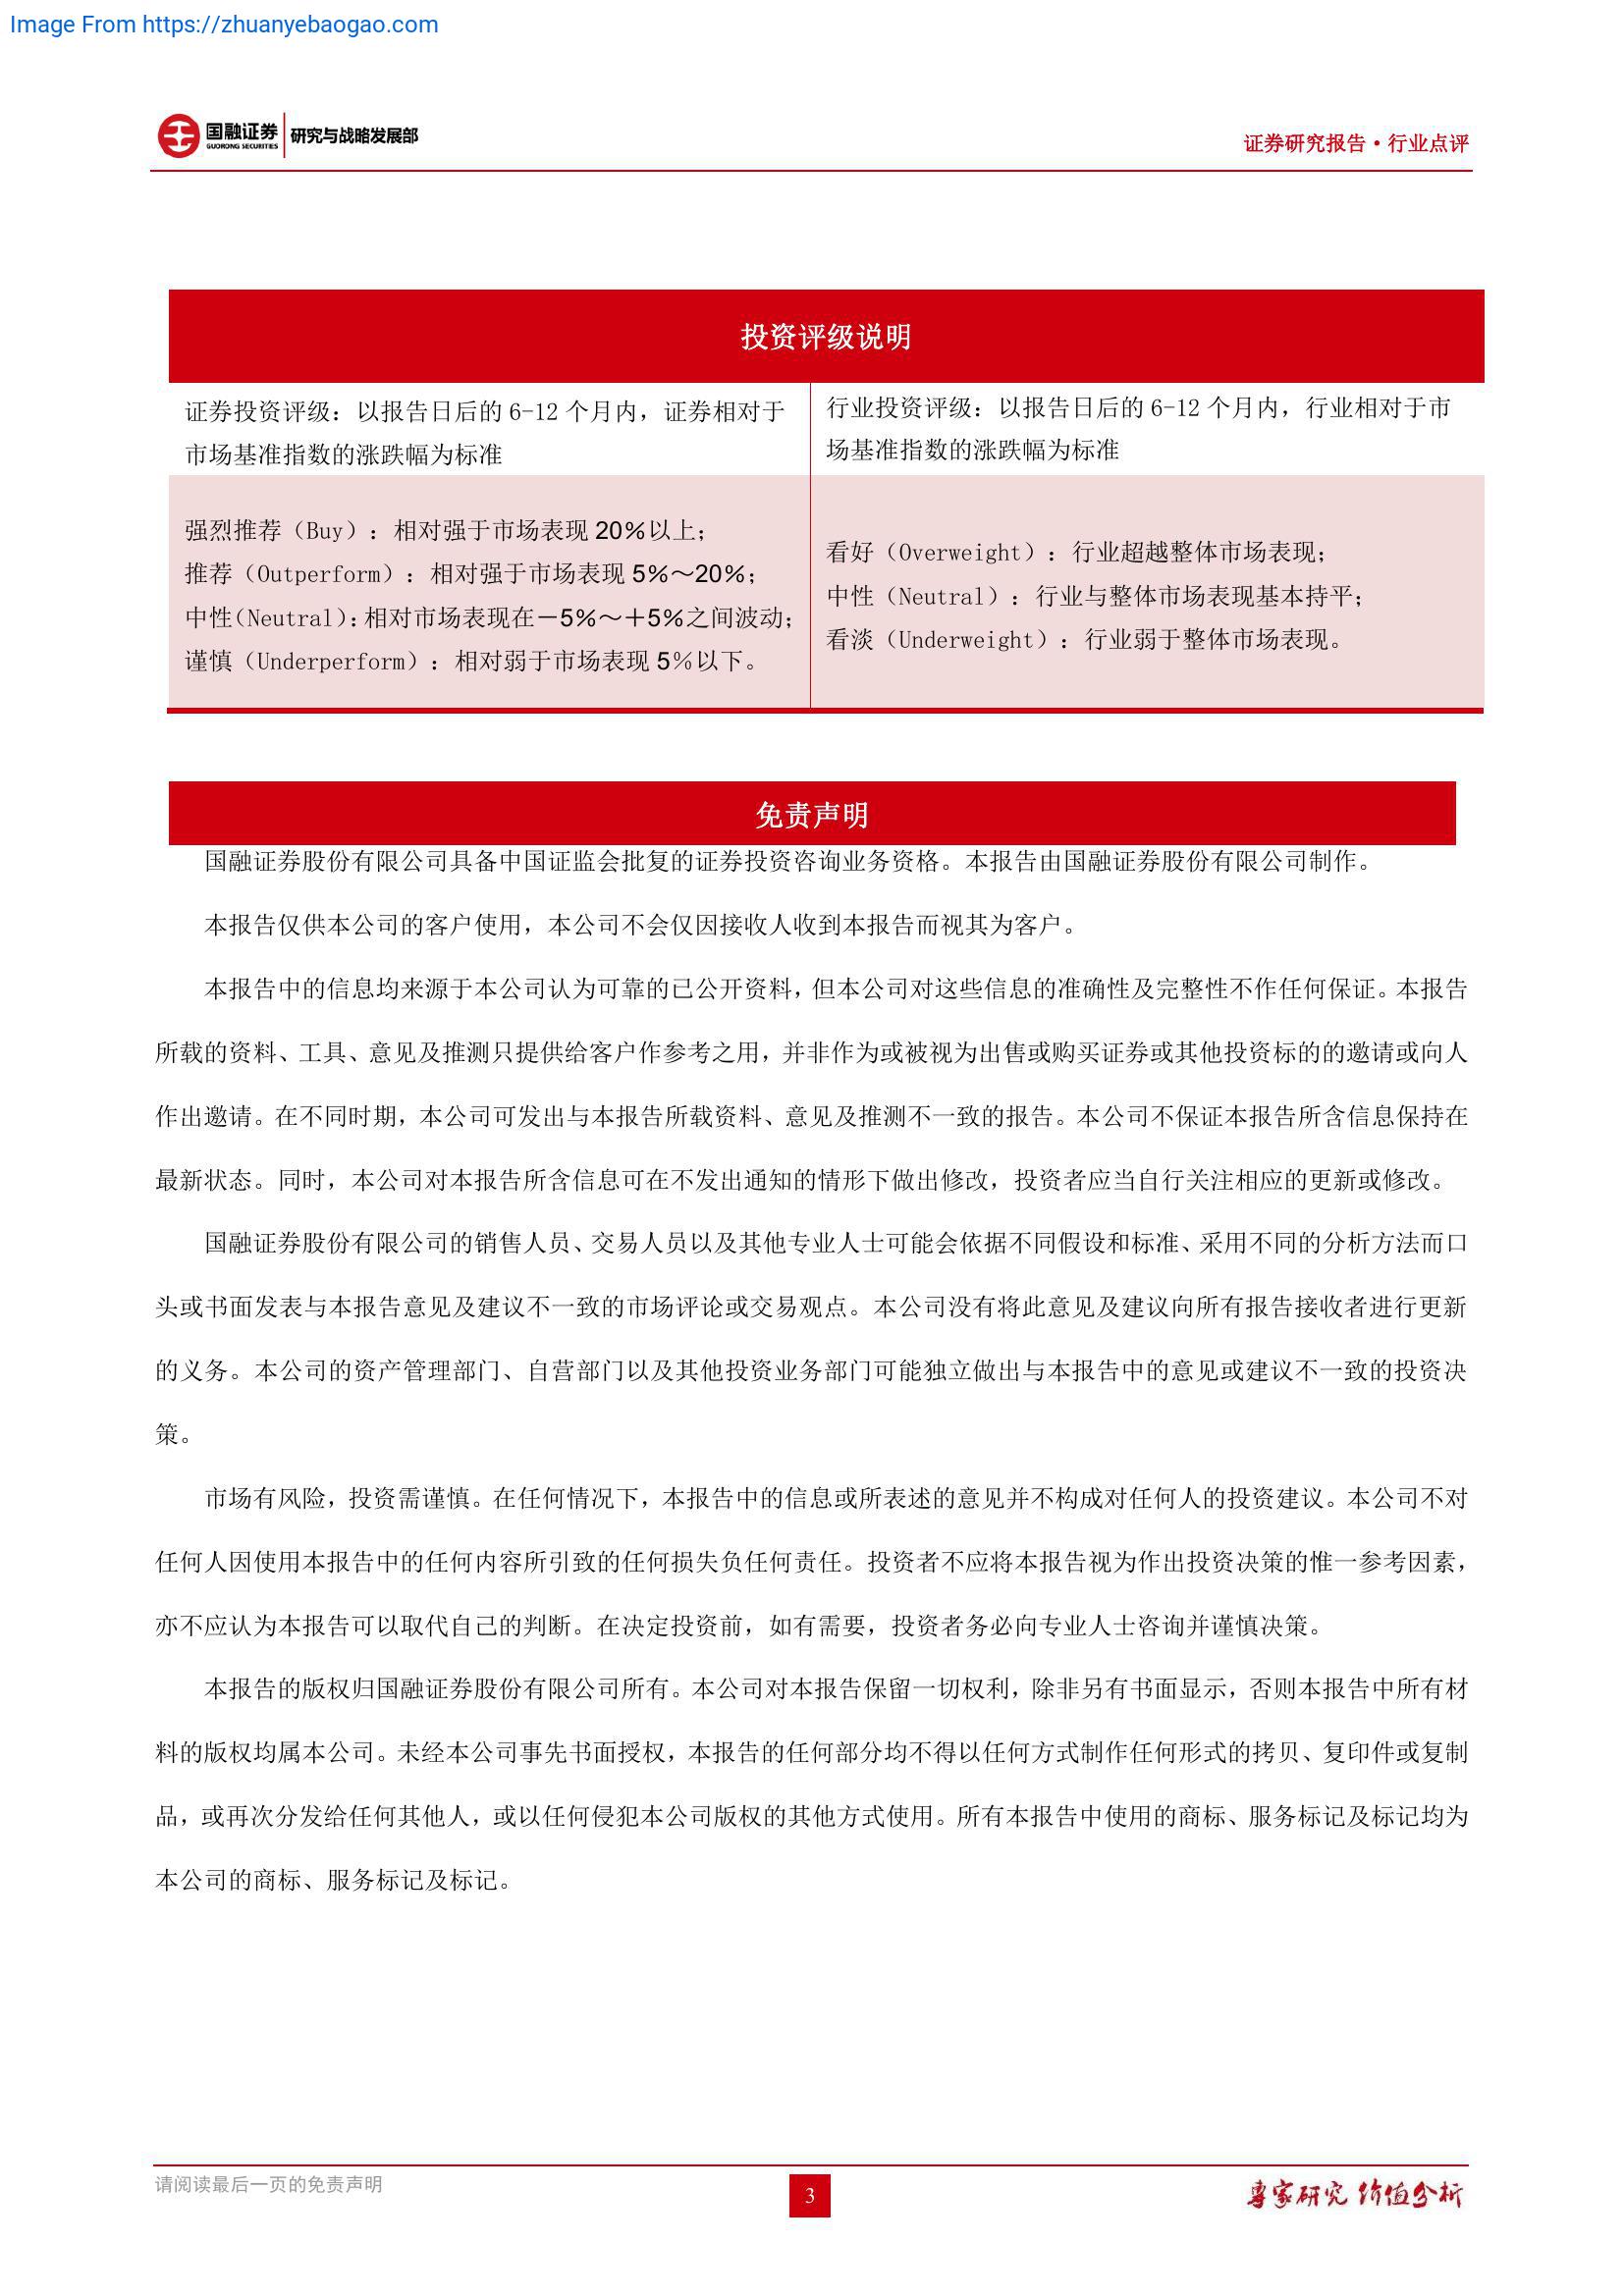 Image From https://zhuanyebaogao.com
国融证券
GUORONG SECURITIES
研究与战略发展部
证券研究报告·行业点评
投资评级说明
证券投资评级：以报告日后的 6-12 个月内，证券相对于
市场基准指数的涨跌幅为标准
行业投资评级：以报告日后的 6-12 个月内，行业相对于市
场基准指数的涨跌幅为标准
强烈推荐（Buy）：相对强于市场表现 20％以上；
推荐（Outperform）：相对强于市场表现 5％～20％；
中性（Neutral）：相对市场表现在－5％～＋5％之间波动；
谨慎（Underperform）：相对弱于市场表现 5％以下。
看好（Overweight）：行业超越整体市场表现；
中性（Neutral）：行业与整体市场表现基本持平；
看淡（Underweight）：行业弱于整体市场表现。
免责声明
国融证券股份有限公司具备中国证监会批复的证券投资咨询业务资格。本报告由国融证券股份有限公司制作。
本报告仅供本公司的客户使用，本公司不会仅因接收人收到本报告而视其为客户。
本报告中的信息均来源于本公司认为可靠的已公开资料，但本公司对这些信息的准确性及完整性不作任何保证。本报告
所载的资料、工具、意见及推测只提供给客户作参考之用，并非作为或被视为出售或购买证券或其他投资标的的邀请或向人
作出邀请。在不同时期，本公司可发出与本报告所载资料、意见及推测不一致的报告。本公司不保证本报告所含信息保持在
最新状态。同时，本公司对本报告所含信息可在不发出通知的情形下做出修改，投资者应当自行关注相应的更新或修改。
国融证券股份有限公司的销售人员、交易人员以及其他专业人士可能会依据不同假设和标准、采用不同的分析方法而口
头或书面发表与本报告意见及建议不一致的市场评论或交易观点。本公司没有将此意见及建议向所有报告接收者进行更新
的义务。本公司的资产管理部门、自营部门以及其他投资业务部门可能独立做出与本报告中的意见或建议不一致的投资决
策。
市场有风险，投资需谨慎。在任何情况下，本报告中的信息或所表述的意见并不构成对任何人的投资建议。本公司不对
任何人因使用本报告中的任何内容所引致的任何损失负任何责任。投资者不应将本报告视为作出投资决策的惟一参考因素，
亦不应认为本报告可以取代自己的判断。在决定投资前，如有需要，投资者务必向专业人士咨询并谨慎决策。
本报告的版权归国融证券股份有限公司所有。本公司对本报告保留一切权利，除非另有书面显示，否则本报告中所有材
料的版权均属本公司。未经本公司事先书面授权，本报告的任何部分均不得以任何方式制作任何形式的拷贝、复印件或复制
品，或再次分发给任何其他人，或以任何侵犯本公司版权的其他方式使用。所有本报告中使用的商标、服务标记及标记均为
本公司的商标、服务标记及标记。
请阅读最后一页的免责声明
3
專家研究 价值分析